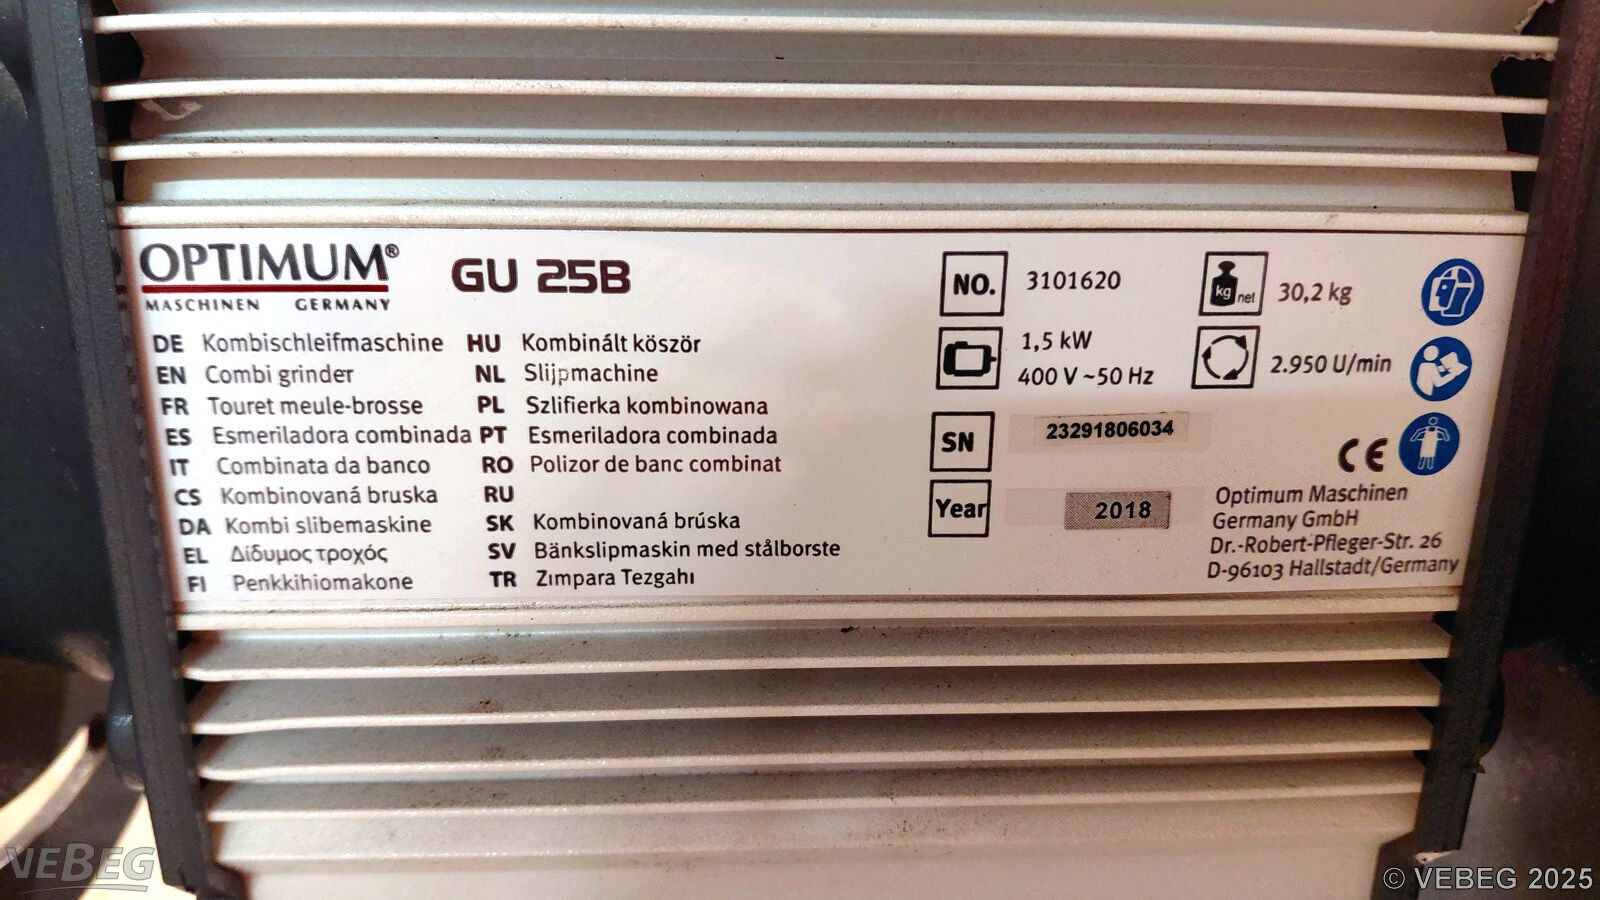 OPTIMUM®
MASCHINEN GERMANY
GU 25B
DE Kombischleifmaschine
EN Combi grinder
FR Touret meule-brosse
ES Esmeriladora combinada
IT Combinata da banco
CS Kombinovaná bruska
DA Kombi slibemaskine
EL Δίδυμος τροχός
FI Penkkihiomakone
HU Kombinált köször
NL Slijpmachine
PL Szlifierka kombinowana
PT Esmeriladora combinada
RO Polizor de banc combinat
RU
SK Kombinovaná brúska
SV Bänkslipmaskin med stålborste
TR Zımpara Tezgahı
NO. 3101620
1,5 kW
400 V ~50 Hz
SN 23291806034
Year 2018
kg net 30,2 kg
2.950 U/min
CE
Optimum Maschinen
Germany GmbH
Dr.-Robert-Pfleger-Str. 26
D-96103 Hallstadt/Germany
VEBEG
© VEBEG 2025